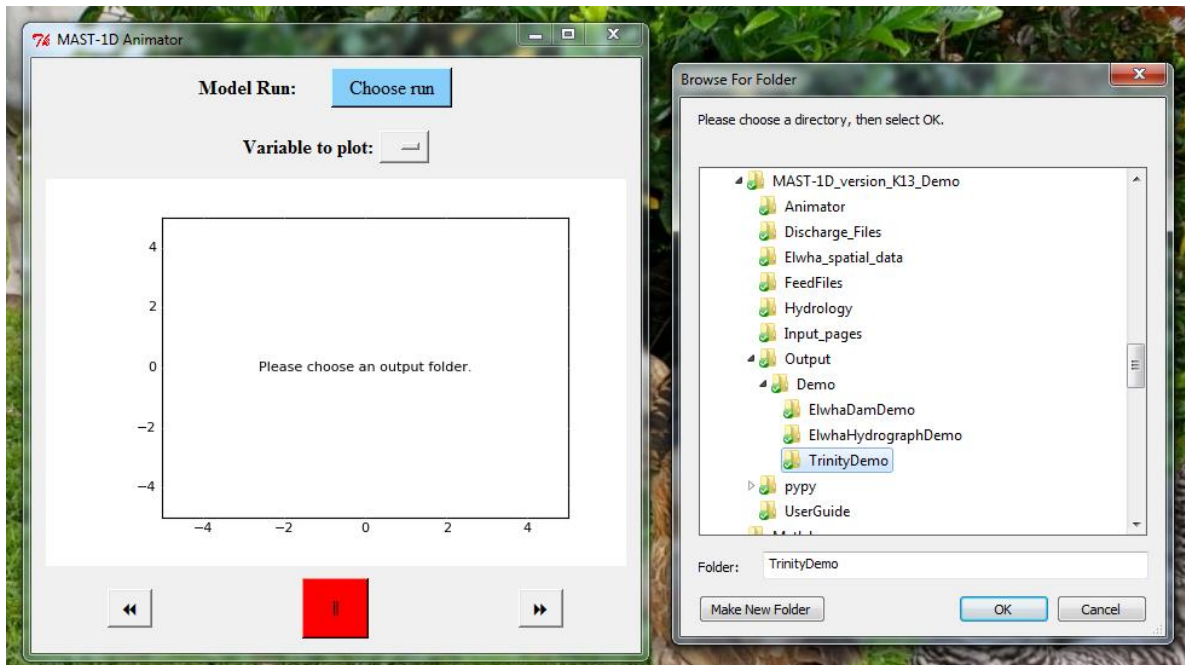 MAST-1D Animator
Model Run: Choose run
Variable to plot:
4
2
0
−2
−4
Please choose an output folder.
−4 −2 0 2 4
Browse For Folder
Please choose a directory, then select OK.
MAST-1D_version_K13_Demo
Animator
Discharge_Files
Elwha_spatial_data
FeedFiles
Hydrology
Input_pages
Output
Demo
ElwhaDamDemo
ElwhaHydrographDemo
TrinityDemo
pypy
UserGuide
Folder: TrinityDemo
Make New Folder OK Cancel